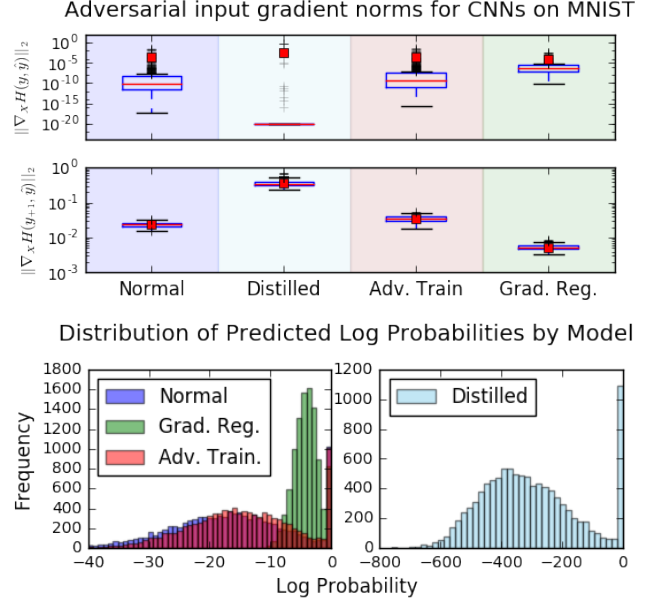 Adversarial input gradient norms for CNNs on MNIST
||∇_X H(y, ŷ)||_2
10^0
10^-5
10^-10
10^-15
10^-20
||∇_X H(y_{+1}, ŷ)||_2
10^0
10^-1
10^-2
10^-3
Normal Distilled Adv. Train Grad. Reg.
Distribution of Predicted Log Probabilities by Model
Frequency
1800
1600
1400
1200
1000
800
600
400
200
0
Normal
Grad. Reg.
Adv. Train.
−40 −30 −20 −10 0
1200
1000
800
600
400
200
0
Distilled
−800 −600 −400 −200 0
Log Probability